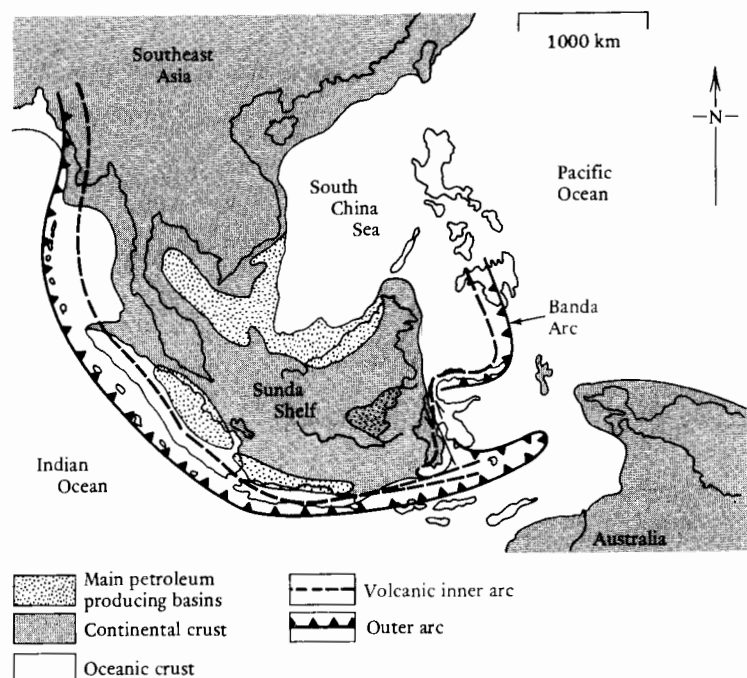 Southeast
Asia
1000 km
N
Pacific
Ocean
South
China
Sea
Banda
Arc
Sunda
Shelf
Indian
Ocean
Australia
Main petroleum
producing basins
Continental crust
Oceanic crust
Volcanic inner arc
Outer arc